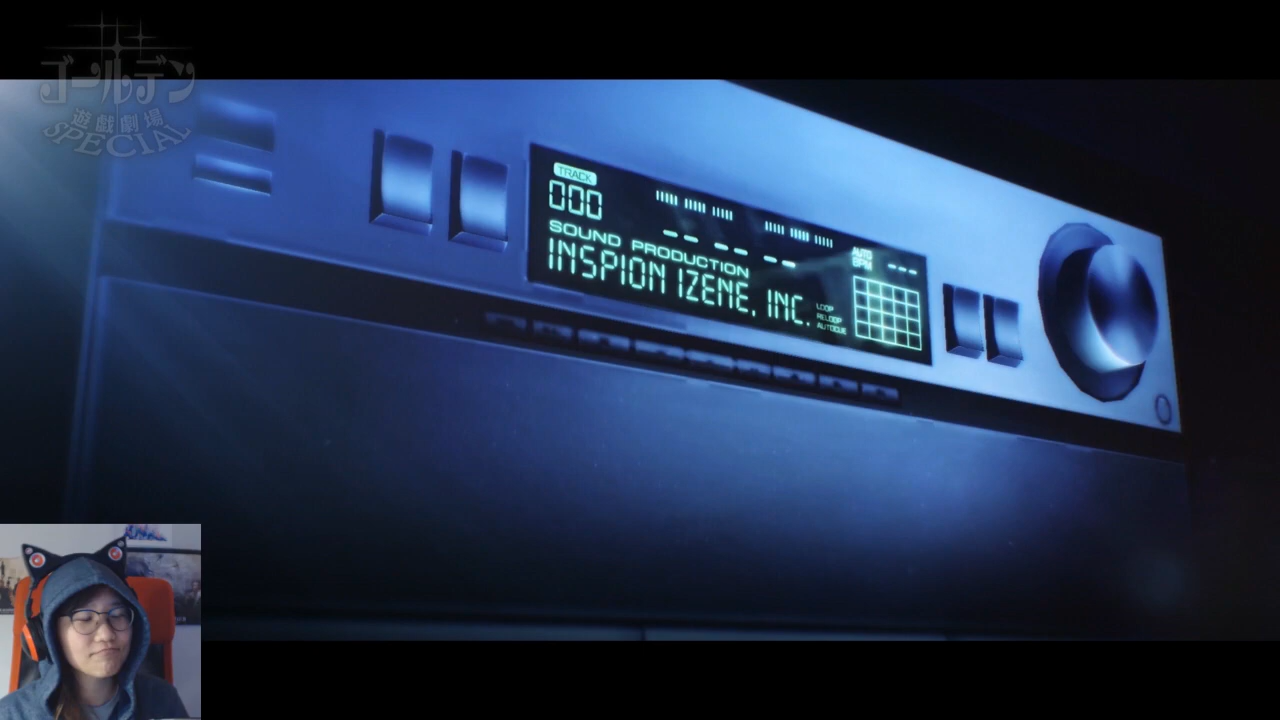 ゴールデン
遊戯劇場
SPECIAL
TRACK
000
SOUND PRODUCTION
INSPION IZENE, INC.
AUTO
BPM
LOOP
RELOOP
AUTOCUE